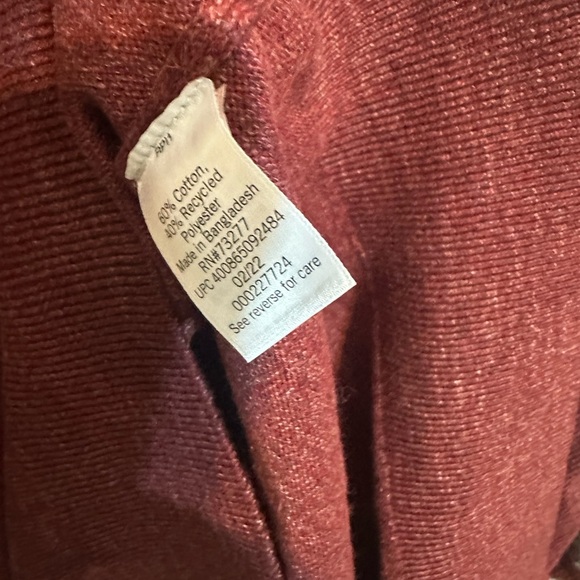 60% Cotton,
40% Recycled
Polyester
Made in Bangladesh
RN#73277
UPC 400865092484
02/22
000227724
See reverse for care